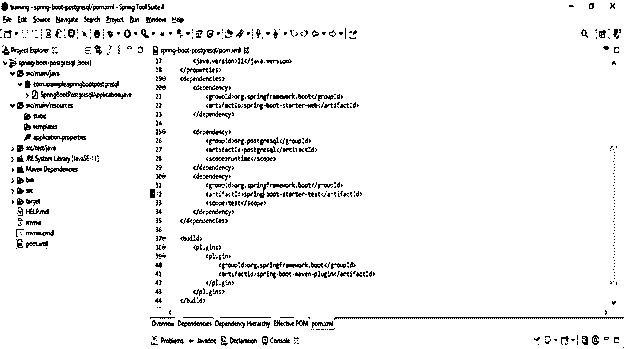 training - spring-boot-postgresql/pom.xml - Spring Tool Suite 4
File Edit Source Navigate Search Project Run Window Help
Project Explorer
spring-boot-postgresql [boot]
src/main/java
com.example.springbootpostgresql
SpringBootPostgresqlApplication.java
src/main/resources
static
templates
application.properties
src/test/java
JRE System Library [JavaSE-11]
Maven Dependencies
bin
src
target
HELP.md
mvnw
mvnw.cmd
pom.xml
spring-boot-postgresql/pom.xml
17 <java.version>11</java.version>
18 </properties>
19 <dependencies>
20 <dependency>
21 <groupId>org.springframework.boot</groupId>
22 <artifactId>spring-boot-starter-web</artifactId>
23 </dependency>
24
25 <dependency>
26 <groupId>org.postgresql</groupId>
27 <artifactId>postgresql</artifactId>
28 <scope>runtime</scope>
29 </dependency>
30 <dependency>
31 <groupId>org.springframework.boot</groupId>
32 <artifactId>spring-boot-starter-test</artifactId>
33 <scope>test</scope>
34 </dependency>
35 </dependencies>
36
37 <build>
38 <plugins>
39 <plugin>
40 <groupId>org.springframework.boot</groupId>
41 <artifactId>spring-boot-maven-plugin</artifactId>
42 </plugin>
43 </plugins>
44 </build>
Overview Dependencies Dependency Hierarchy Effective POM pom.xml
Problems Javadoc Declaration Console